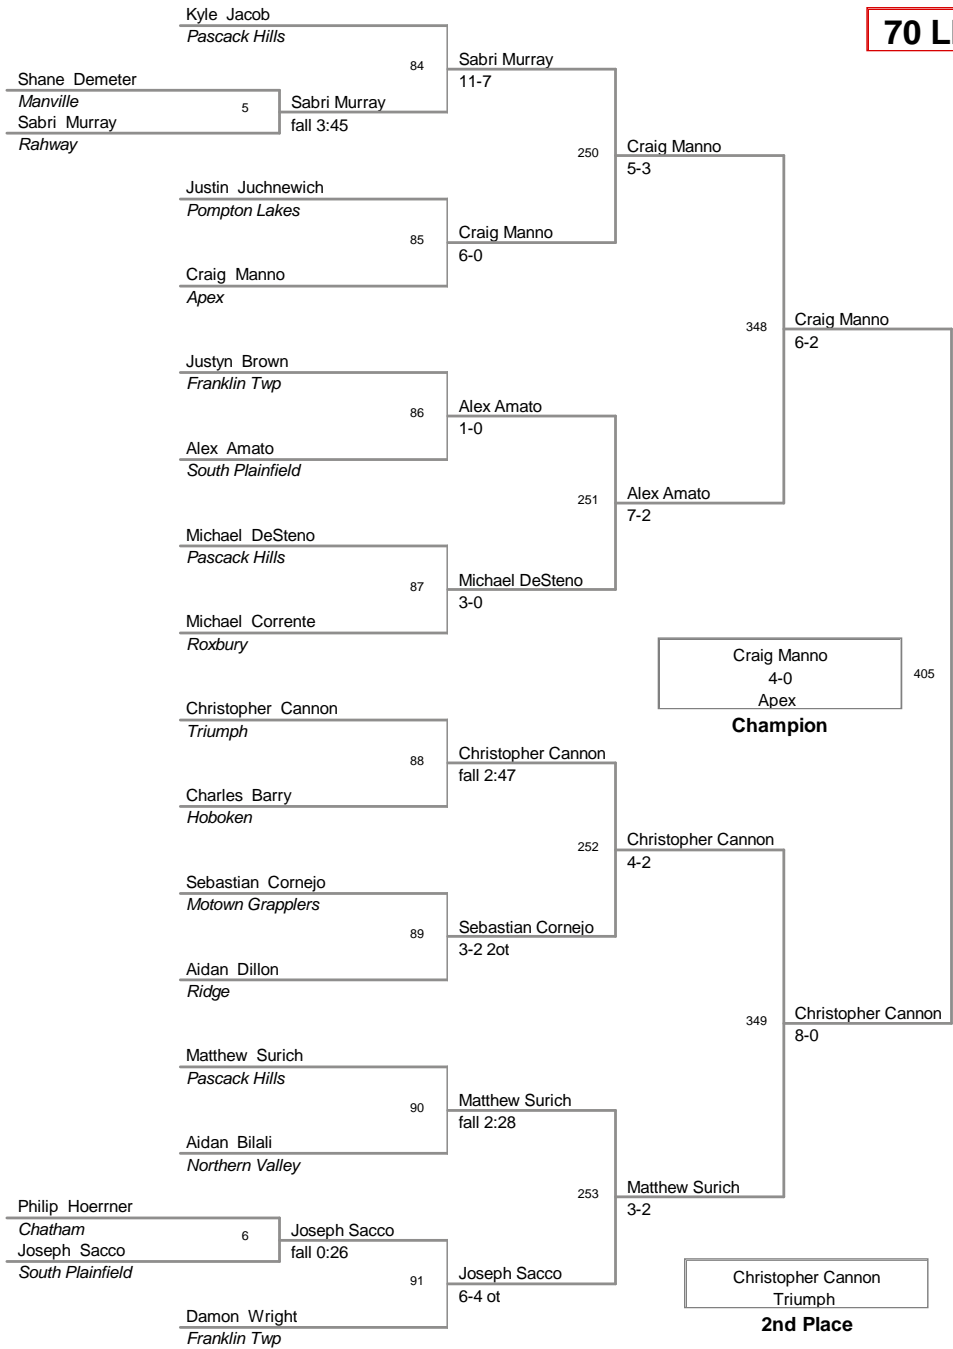 Kyle Jacob
Pascack Hills
70 L
84
Sabri Murray
11-7
Shane Demeter
Manville
5
Sabri Murray
fall 3:45
Sabri Murray
Rahway
250
Craig Manno
5-3
Justin Juchnewich
Pompton Lakes
85
Craig Manno
6-0
Craig Manno
Apex
348
Craig Manno
6-2
Justyn Brown
Franklin Twp
86
Alex Amato
1-0
Alex Amato
South Plainfield
251
Alex Amato
7-2
Michael DeSteno
Pascack Hills
87
Michael DeSteno
3-0
Michael Corrente
Roxbury
Craig Manno
4-0
Apex
405
Champion
Christopher Cannon
Triumph
88
Christopher Cannon
fall 2:47
Charles Barry
Hoboken
252
Christopher Cannon
4-2
Sebastian Cornejo
Motown Grapplers
89
Sebastian Cornejo
3-2 2ot
Aidan Dillon
Ridge
349
Christopher Cannon
8-0
Matthew Surich
Pascack Hills
90
Matthew Surich
fall 2:28
Aidan Bilali
Northern Valley
253
Matthew Surich
3-2
Philip Hoerrner
Chatham
6
Joseph Sacco
fall 0:26
Joseph Sacco
South Plainfield
91
Joseph Sacco
6-4 ot
Damon Wright
Franklin Twp
Christopher Cannon
Triumph
2nd Place